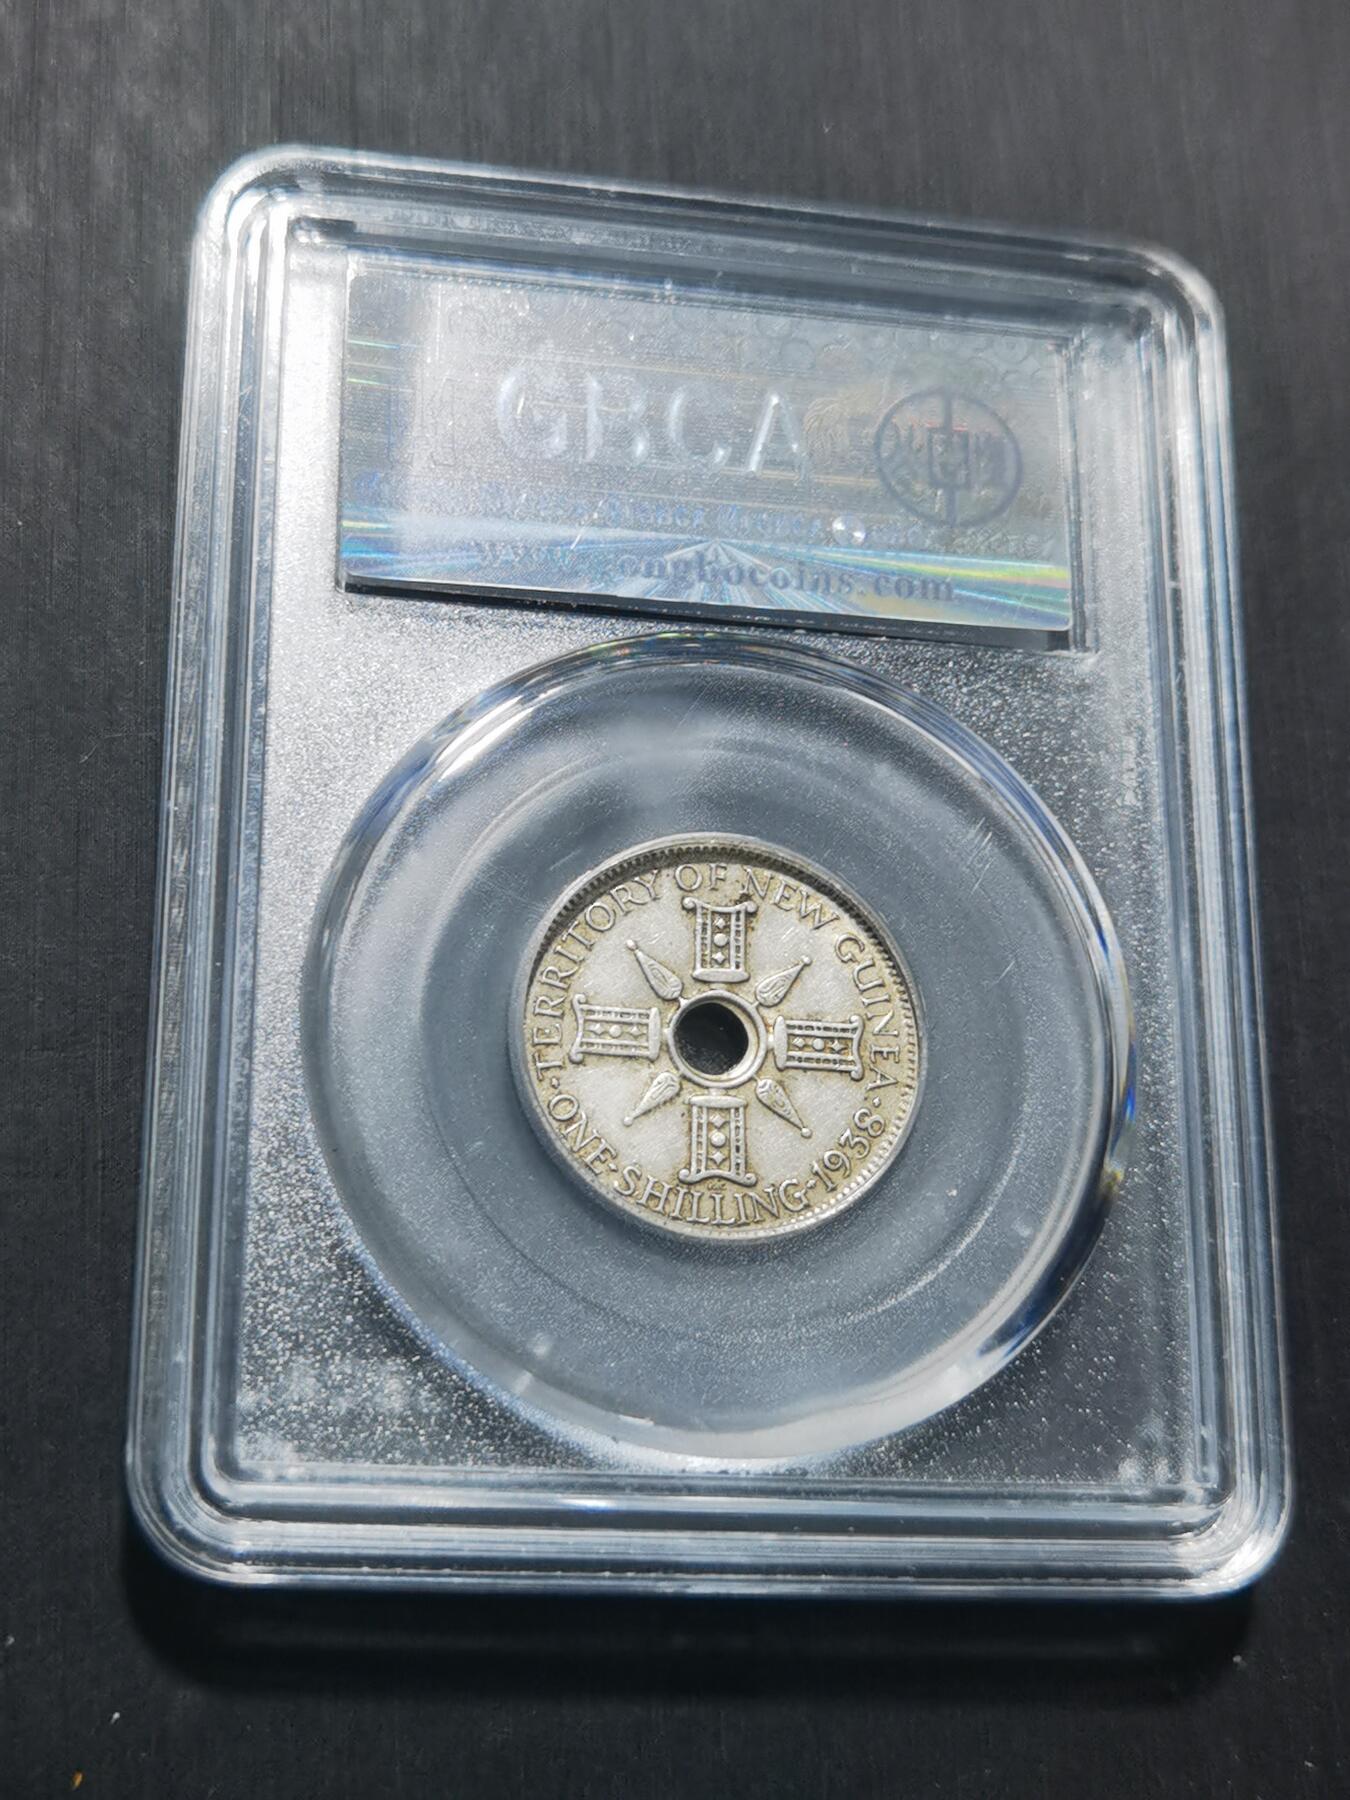 GBCA
www.gongbocoins.com
TERRITORY OF NEW GUINEA·
·ONE·SHILLING·1938·